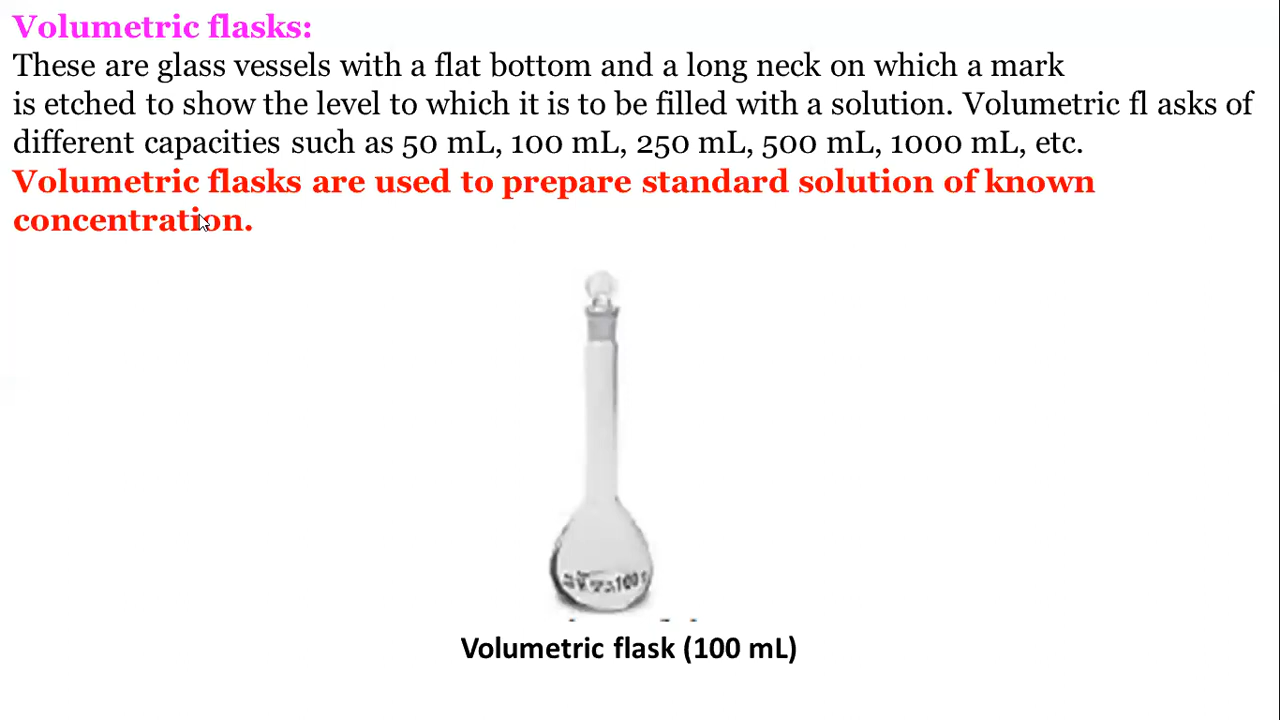 Volumetric flasks:
These are glass vessels with a flat bottom and a long neck on which a mark
is etched to show the level to which it is to be filled with a solution. Volumetric fl asks of
different capacities such as 50 mL, 100 mL, 250 mL, 500 mL, 1000 mL, etc.
Volumetric flasks are used to prepare standard solution of known
concentration.
100
Volumetric flask (100 mL)